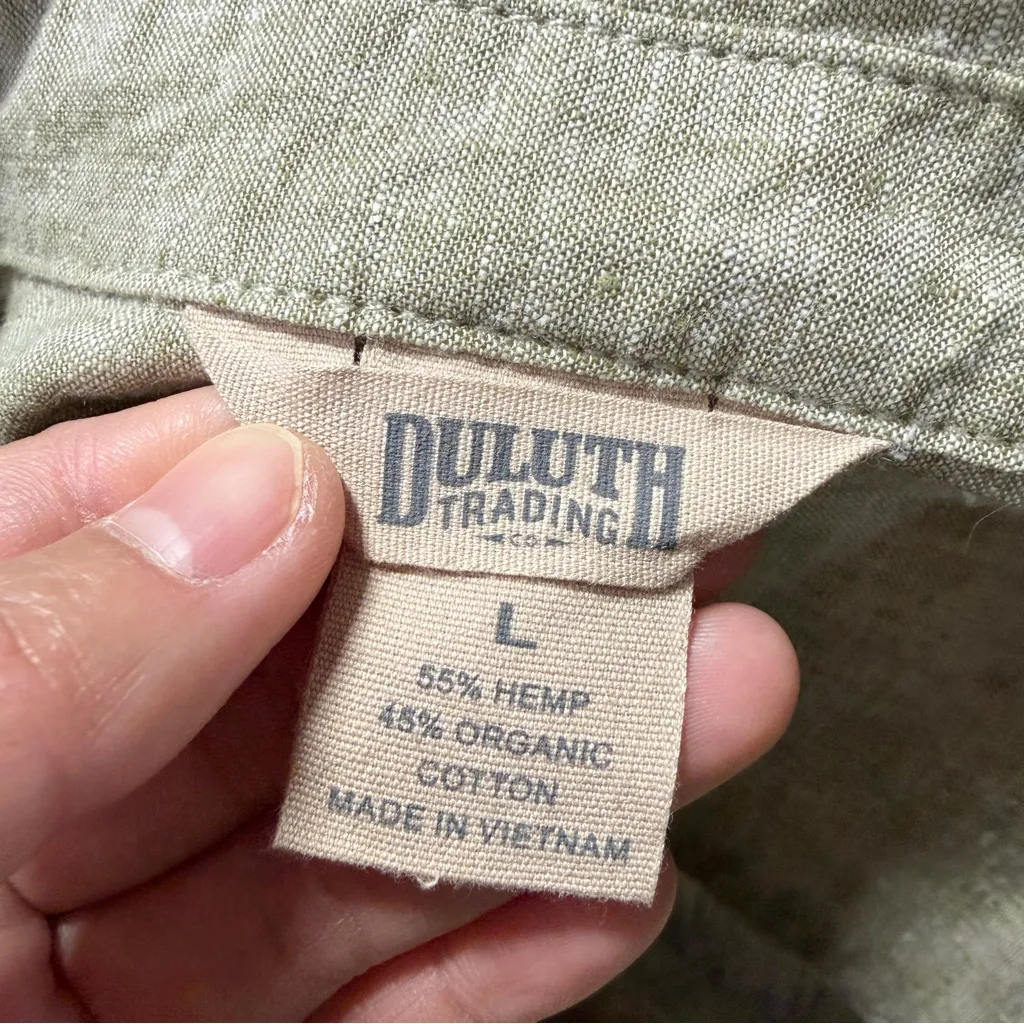 DULUTH
TRADING
CO
L
55% HEMP
45% ORGANIC
COTTON
MADE IN VIETNAM